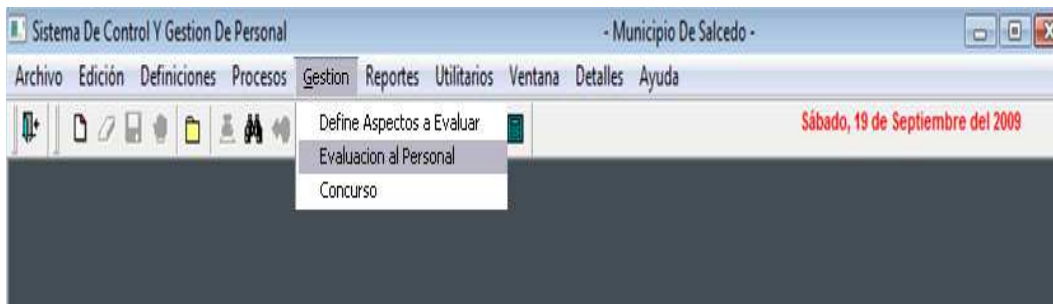 Sistema De Control Y Gestion De Personal - Municipio De Salcedo -
Archivo Edición Definiciones Procesos Gestion Reportes Utilitarios Ventana Detalles Ayuda
Sábado, 19 de Septiembre del 2009
Define Aspectos a Evaluar
Evaluacion al Personal
Concurso